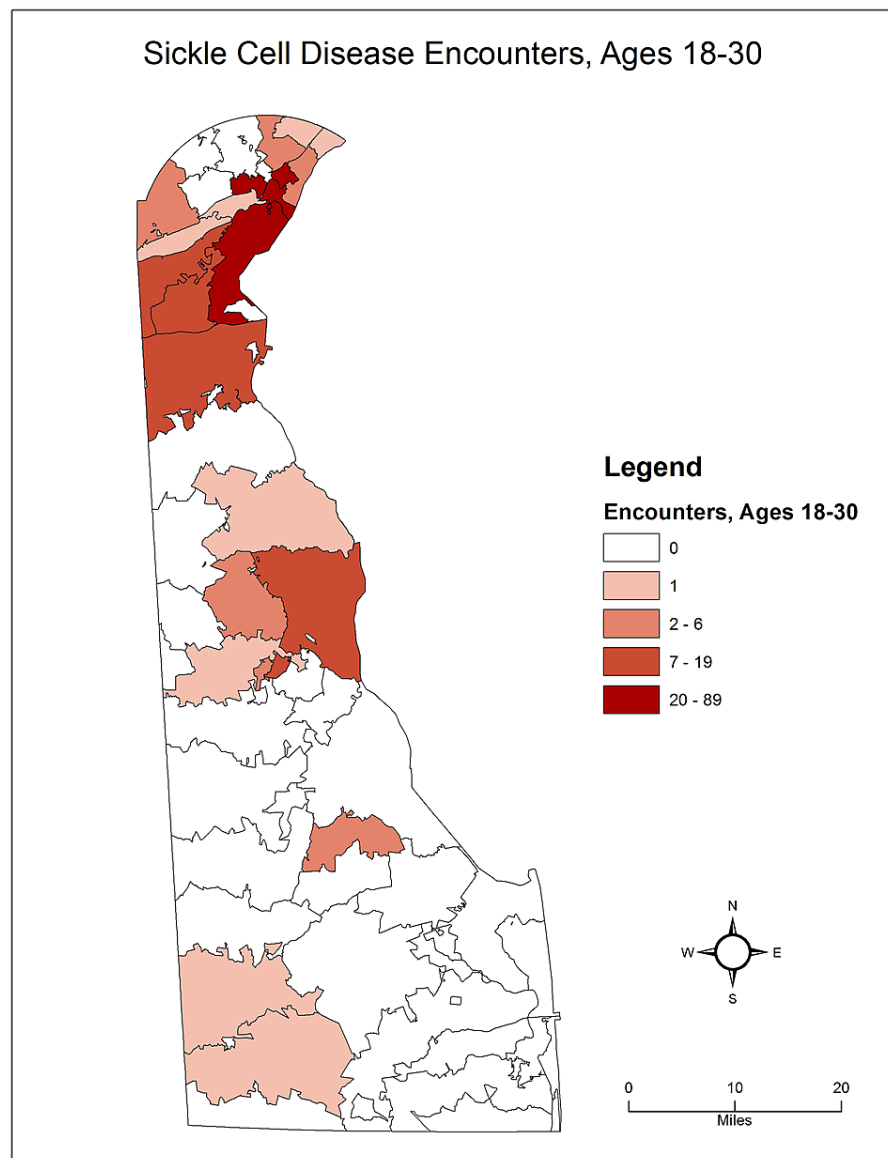 Sickle Cell Disease Encounters, Ages 18-30
Legend
Encounters, Ages 18-30
0
1
2 - 6
7 - 19
20 - 89
N
W E
S
0 10 20
Miles